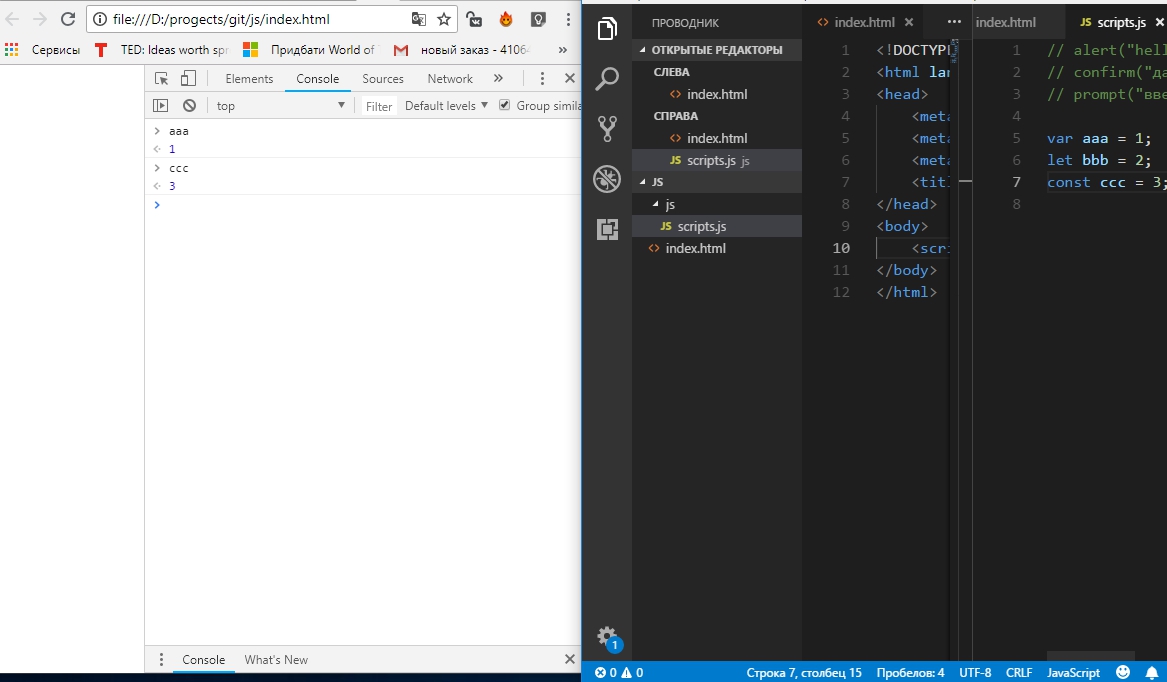 file:///D:/progects/git/js/index.html
Сервисы TED: Ideas worth spr Придбати World of новый заказ - 4106 »
Elements Console Sources Network »
top Filter Default levels Group simila
aaa
1
ccc
3
Console What's New
ПРОВОДНИК
ОТКРЫТЫЕ РЕДАКТОРЫ
СЛЕВА
<> index.html
СПРАВА
<> index.html
JS scripts.js js
JS
js
JS scripts.js
<> index.html
1
<> index.html ...
1 <!DOCTYP
2 <html lan
3 <head>
4 <meta
5 <meta
6 <meta
7 <tit
8 </head>
9 <body>
10 <scr
11 </body>
12 </html>
index.html JS scripts.js
1 // alert("hell
2 // confirm("да
3 // prompt("вве
4
5 var aaa = 1;
6 let bbb = 2;
7 const ccc = 3;
8
0 0 Строка 7, столбец 15 Пробелов: 4 UTF-8 CRLF JavaScript